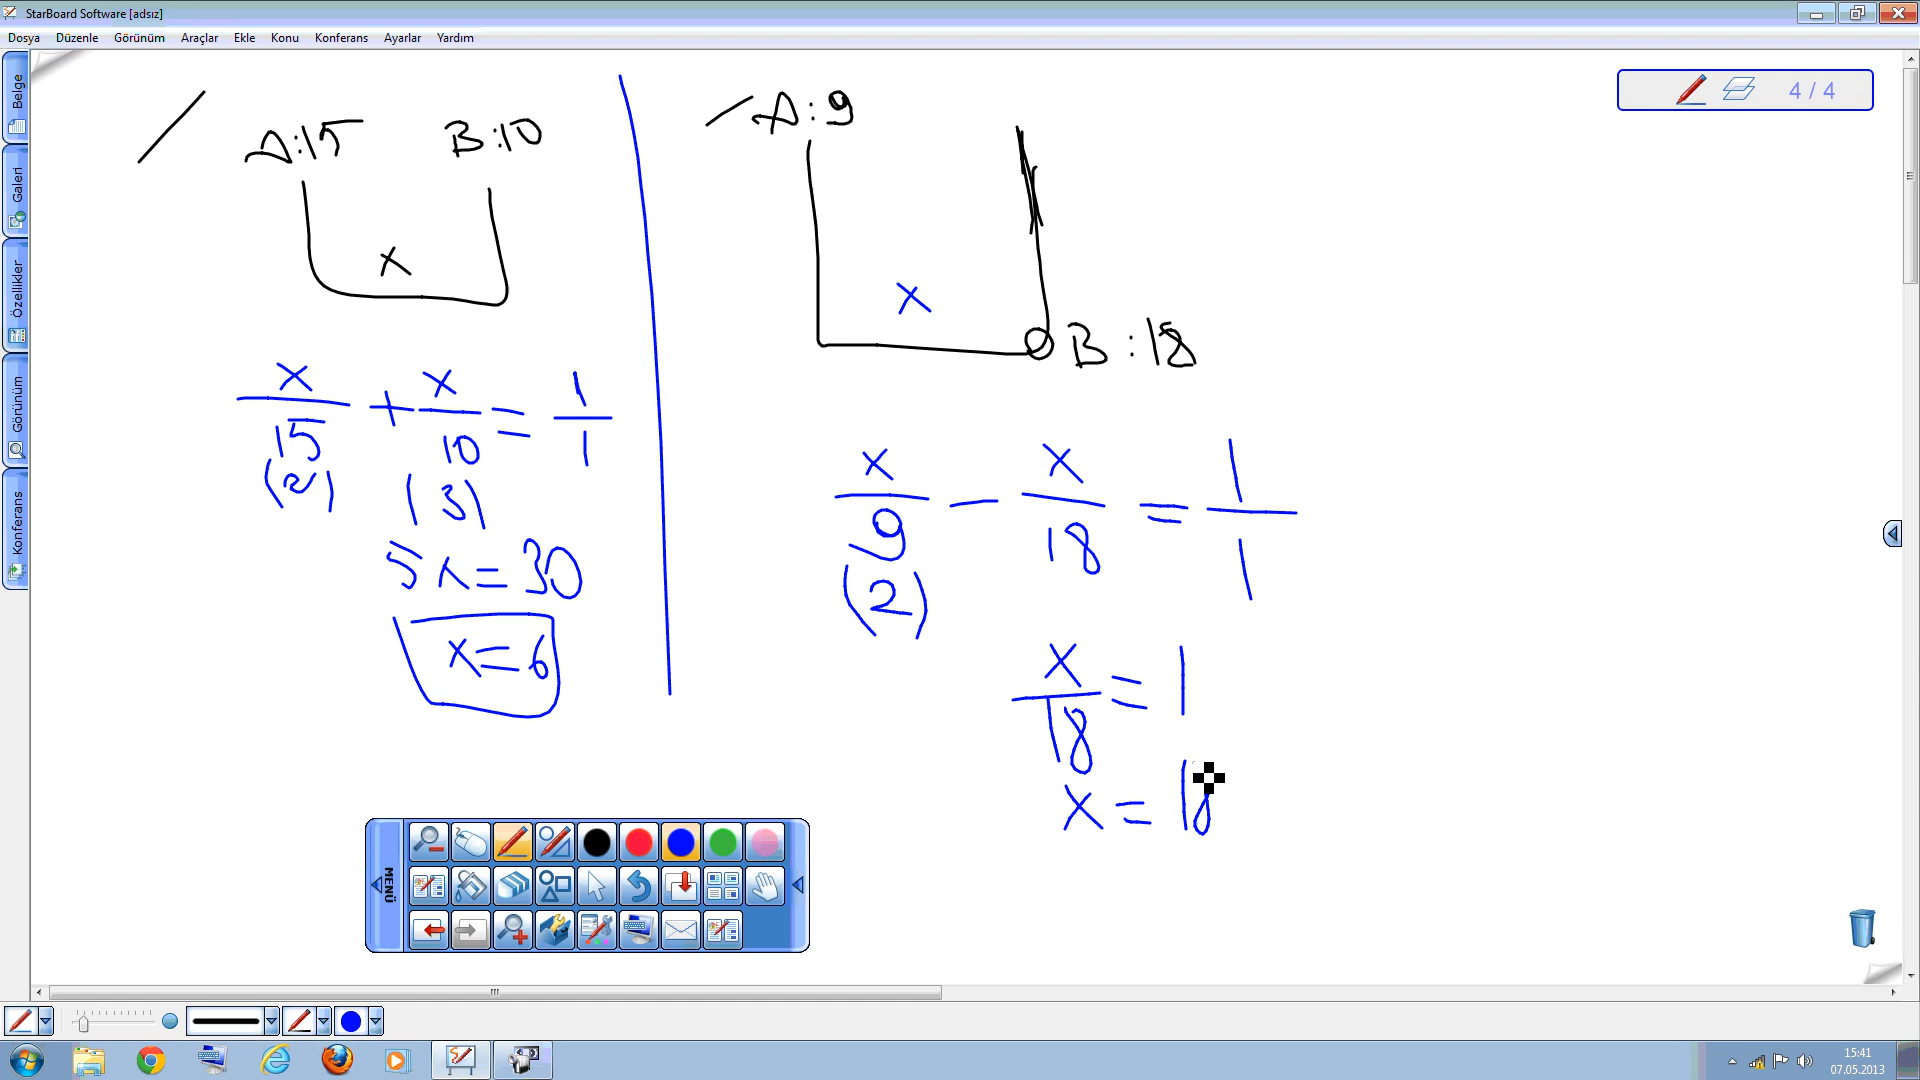 StarBoard Software [adsız]
Dosya Düzenle Görünüm Araçlar Ekle Konu Konferans Ayarlar Yardım
Belge
Galeri
Özellikler
Görünüm
Konferans
4 / 4
A:15 B:10
x
x/15 + x/10 = 1/1
(2) (3)
5x=30
x=6
A:9
x
B:18
x/9 - x/18 = 1/1
(2)
x/18 = 1
x = 18
MENÜ
15:41
07.05.2013